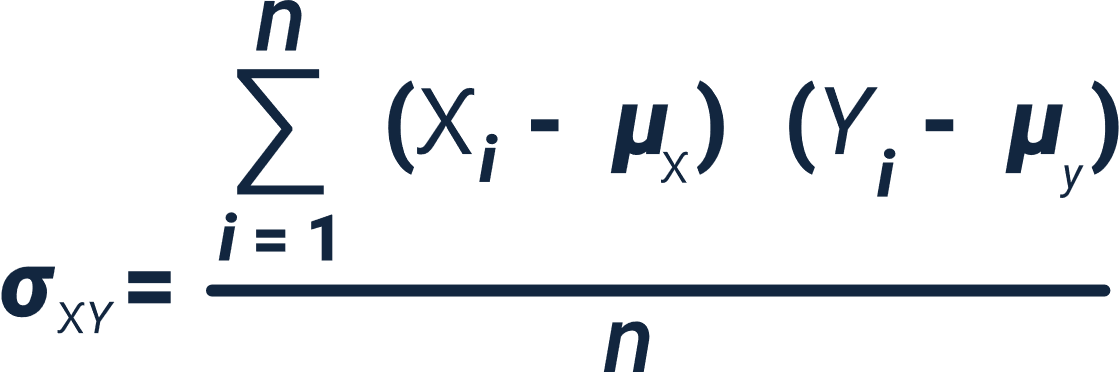 n
∑ (Xi - μX) (Yi - μy)
i = 1
σXY =
n